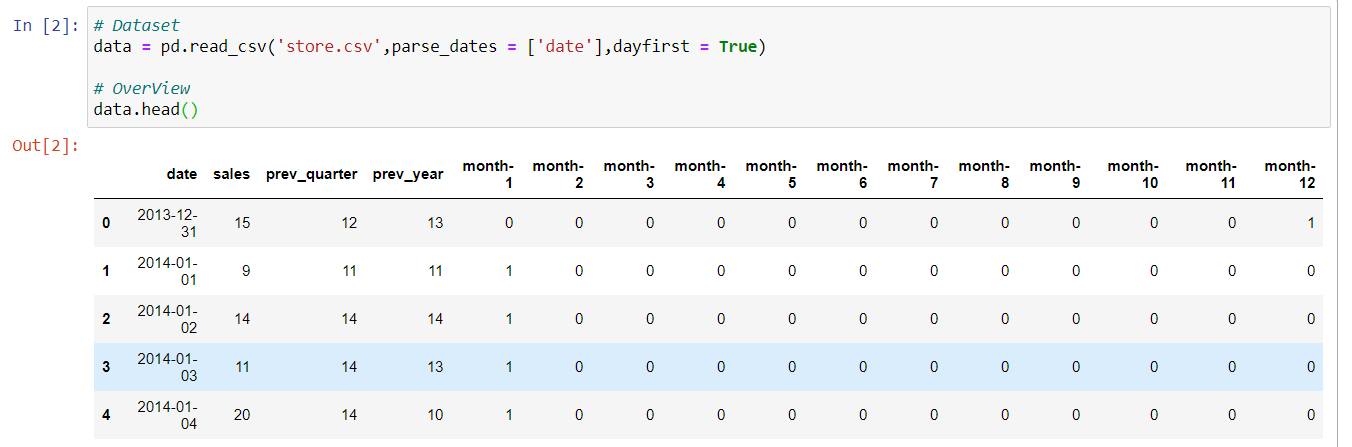 In [2]: # Dataset
data = pd.read_csv('store.csv',parse_dates = ['date'],dayfirst = True)
# OverView
data.head()
Out[2]:
date sales prev_quarter prev_year month-1 month-2 month-3 month-4 month-5 month-6 month-7 month-8 month-9 month-10 month-11 month-12
0 2013-12-31 15 12 13 0 0 0 0 0 0 0 0 0 0 0 1
1 2014-01-01 9 11 11 1 0 0 0 0 0 0 0 0 0 0 0
2 2014-01-02 14 14 14 1 0 0 0 0 0 0 0 0 0 0 0
3 2014-01-03 11 14 13 1 0 0 0 0 0 0 0 0 0 0 0
4 2014-01-04 20 14 10 1 0 0 0 0 0 0 0 0 0 0 0